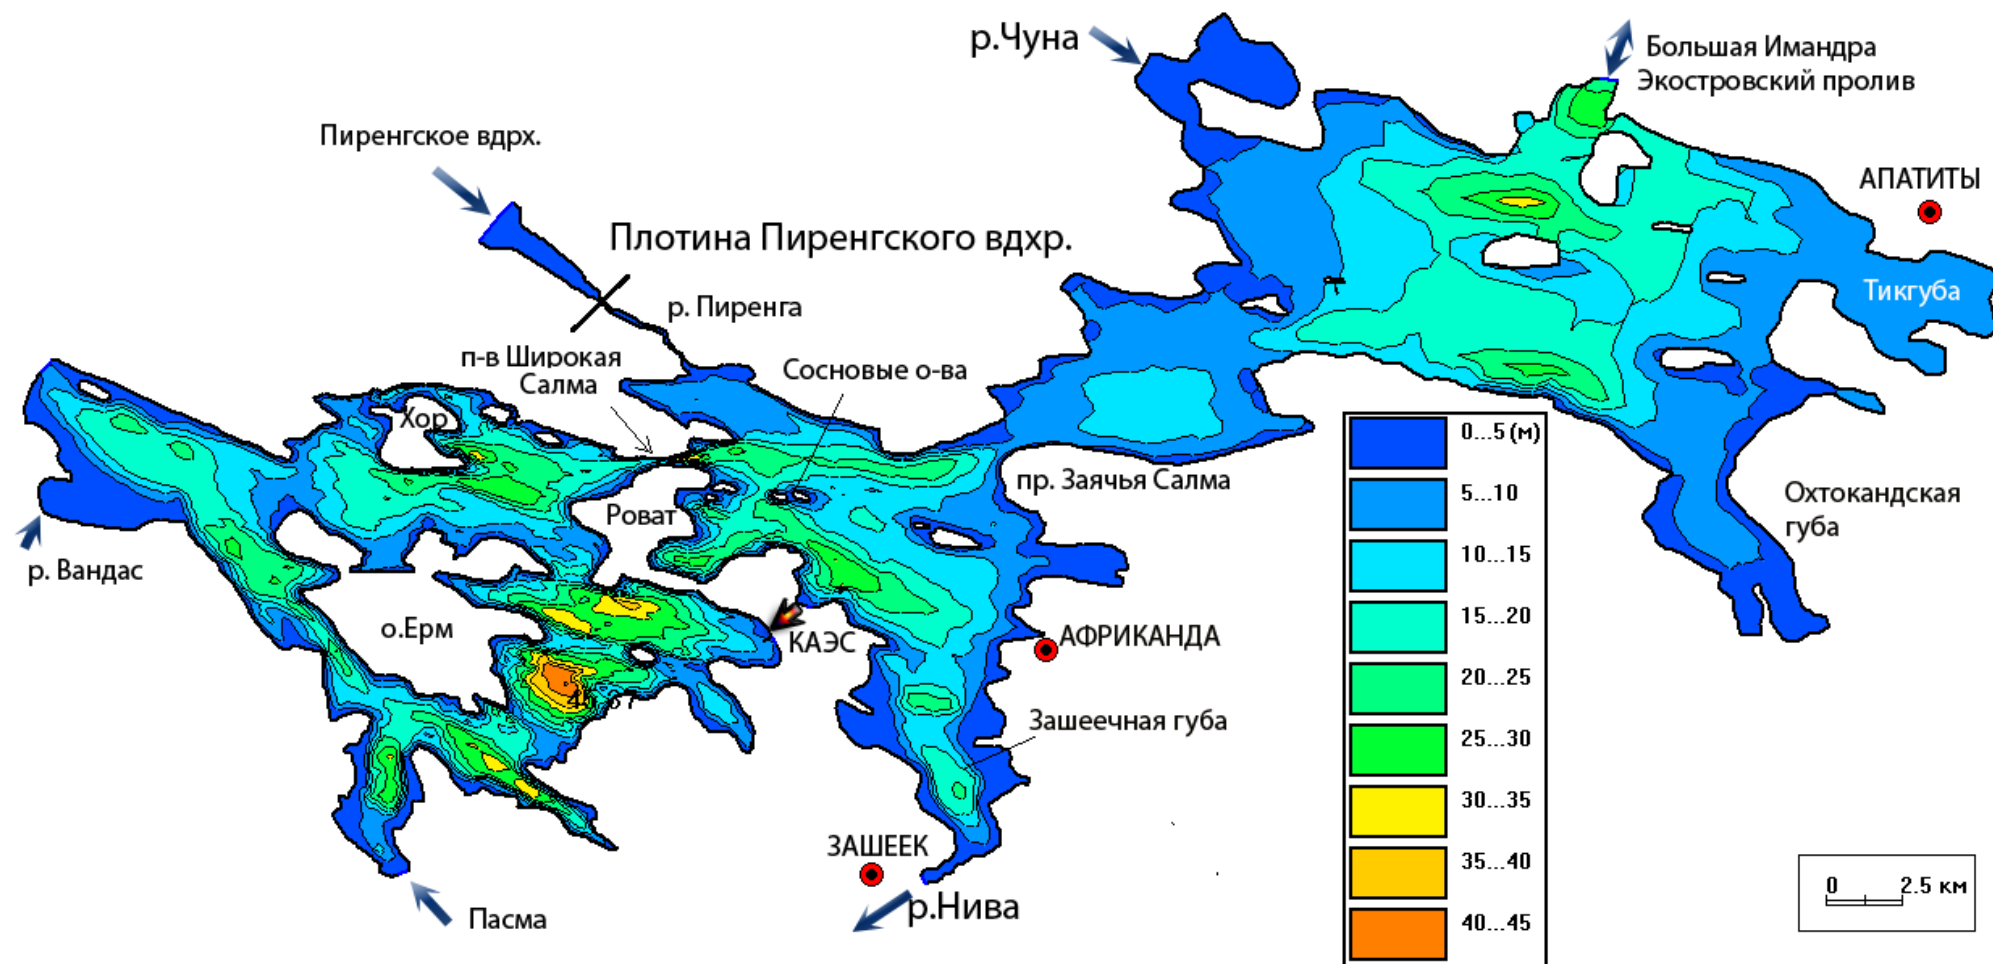 р.Чуна
Большая Имандра
Экостровский пролив
Пиренгское вдрх.
АПАТИТЫ
Плотина Пиренгского вдхр.
Тикгуба
р. Пиренга
п-в Широкая
Салма
Сосновые о-ва
Хор
0...5 (м)
пр. Заячья Салма
5...10
Охтокандская
губа
Роват
10...15
р. Вандас
о.Ерм
КАЭС
АФРИКАНДА
15...20
20...25
Зашеечная губа
25...30
30...35
ЗАШЕЕК
35...40
0 2.5 км
Пасма
р.Нива
40...45